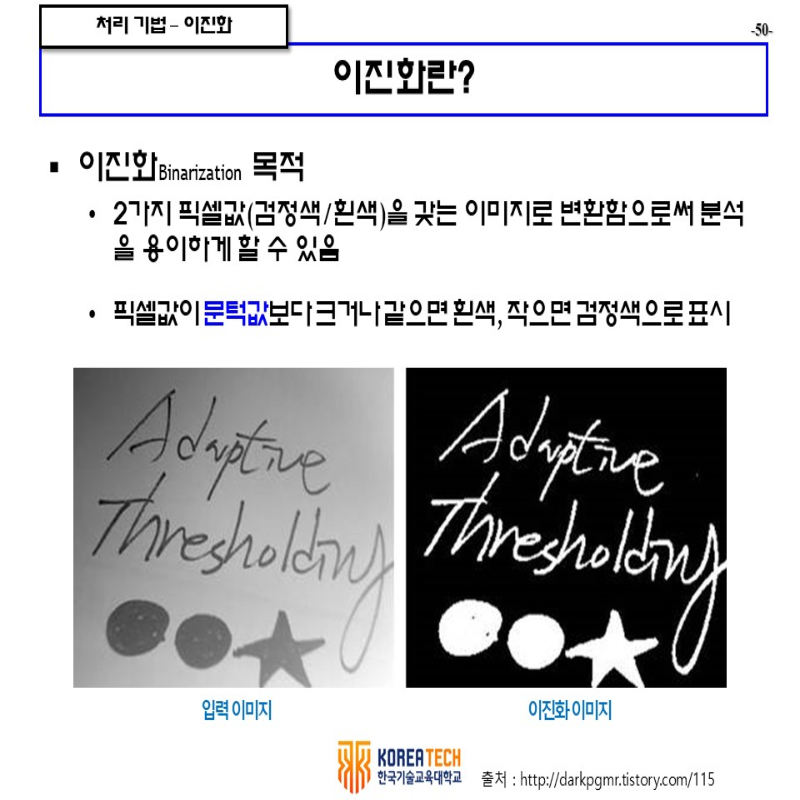 처리 기법 – 이진화
-50-
이진화란?
▪ 이진화Binarization 목적
• 2가지 픽셀값(검정색/흰색)을 갖는 이미지로 변환함으로써 분석
을 용이하게 할 수 있음
• 픽셀값이 문턱값보다 크거나 같으면 흰색, 작으면 검정색으로 표시
Adaptive
Thresholding
Adaptive
Thresholding
입력 이미지
이진화 이미지
KOREATECH
한국기술교육대학교
출처 : http://darkpgmr.tistory.com/115